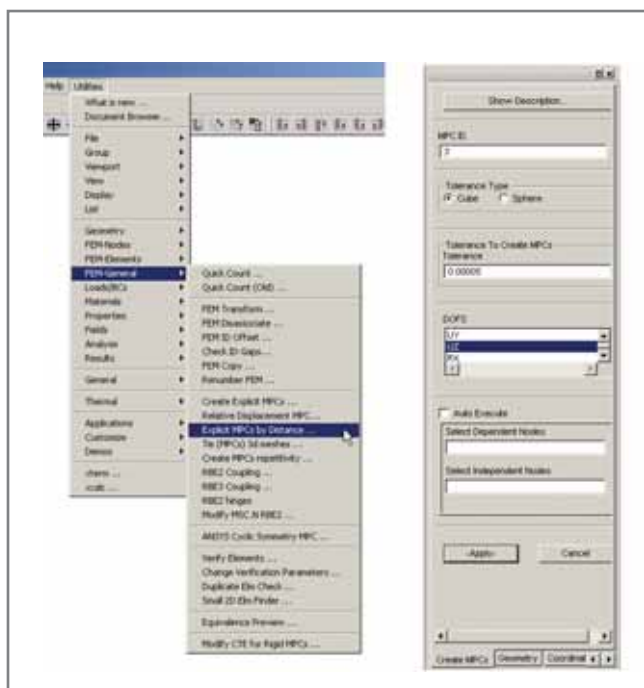 Help Utilities
What is new ...
Document Browser ...
File
Group
Viewport
View
Display
List
Geometry
FEM-Nodes
FEM-Elements
FEM-General
Loads/BCs
Materials
Properties
Fields
Analysis
Results
General
Thermal
Applications
Customize
Demos
Quick Count ...
Quick Count (Old) ...
FEM Transform ...
FEM Disassociate ...
FEM ID Offset ...
Check ID Gaps...
FEM Copy ...
Renumber FEM ...
Create Explicit MPCs ...
Relative Displacement MPC...
Explicit MPCs by Distance ...
Tie (MPCs) 3d meshes ...
Create MPCs repetitivity ...
RBE2 Coupling ...
RBE3 Coupling ...
RBE2 hinges
Modify MSC.N RBE2 ...
ANSYS Cyclic Symmetry MPC ...
Verify Elements ...
Change Verification Parameters ...
Duplicate Elm Check ...
Small 2D Elm Finder ...
Equivalence Preview ...
Modify CTE for Rigid MPCs ...
Show Description...
MPC ID
Tolerance Type
Cube Sphere
Tolerance To Create MPCs
Tolerance
0.00005
DOFS
UY
UZ
RX
Auto Execute
Select Dependent Nodes
Select Independent Nodes
-Apply-
Cancel
Create MPCs Geometry Coordinat